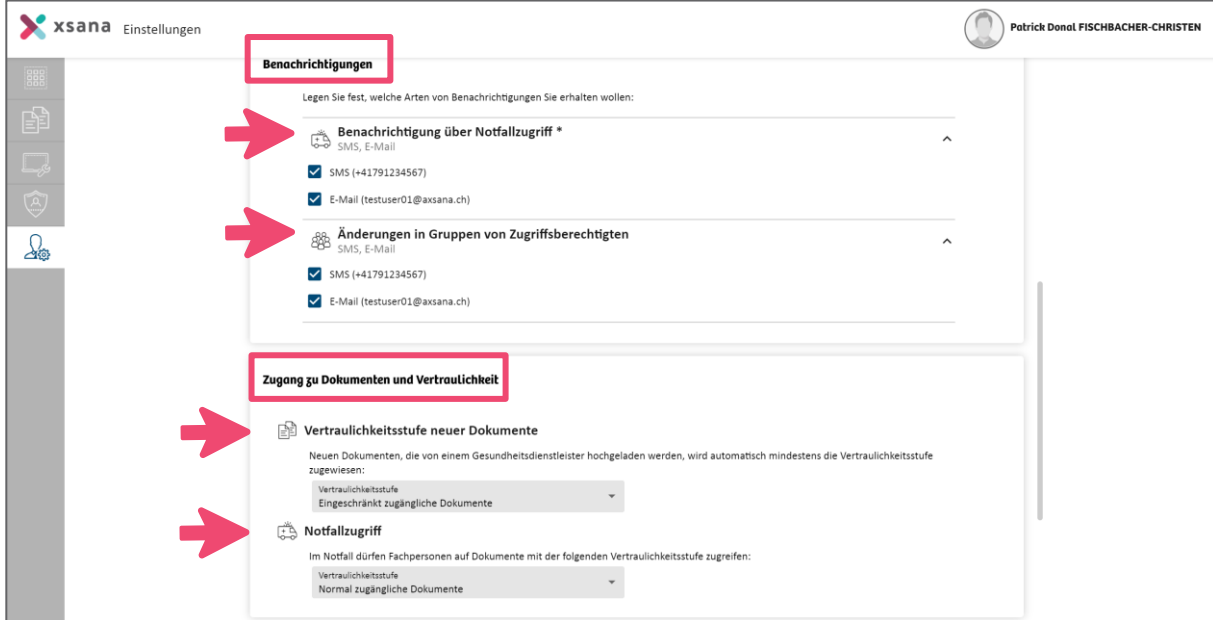 xsana Einstellungen
Patrick Donal FISCHBACHER-CHRISTEN
Benachrichtigungen
Legen Sie fest, welche Arten von Benachrichtigungen Sie erhalten wollen:
Benachrichtigung über Notfallzugriff *
SMS, E-Mail
SMS (+41791234567)
E-Mail (testuser01@axsana.ch)
Änderungen in Gruppen von Zugriffsberechtigten
SMS, E-Mail
SMS (+41791234567)
E-Mail (testuser01@axsana.ch)
Zugang zu Dokumenten und Vertraulichkeit
Vertraulichkeitsstufe neuer Dokumente
Neuen Dokumenten, die von einem Gesundheitsdienstleister hochgeladen werden, wird automatisch mindestens die Vertraulichkeitsstufe
zugewiesen:
Vertraulichkeitsstufe
Eingeschränkt zugängliche Dokumente
Notfallzugriff
Im Notfall dürfen Fachpersonen auf Dokumente mit der folgenden Vertraulichkeitsstufe zugreifen:
Vertraulichkeitsstufe
Normal zugängliche Dokumente